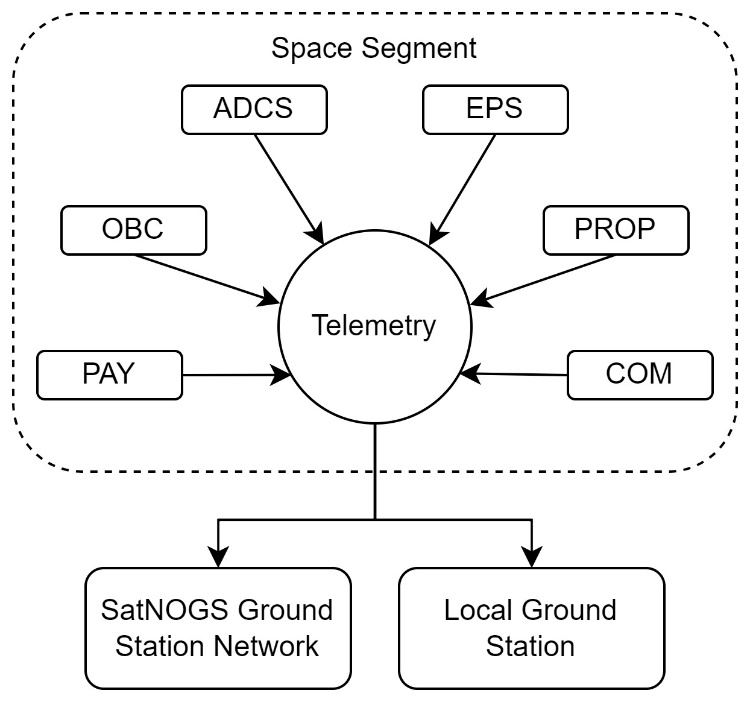 Space Segment
ADCS
EPS
OBC
PROP
Telemetry
PAY
COM
SatNOGS Ground
Station Network
Local Ground
Station